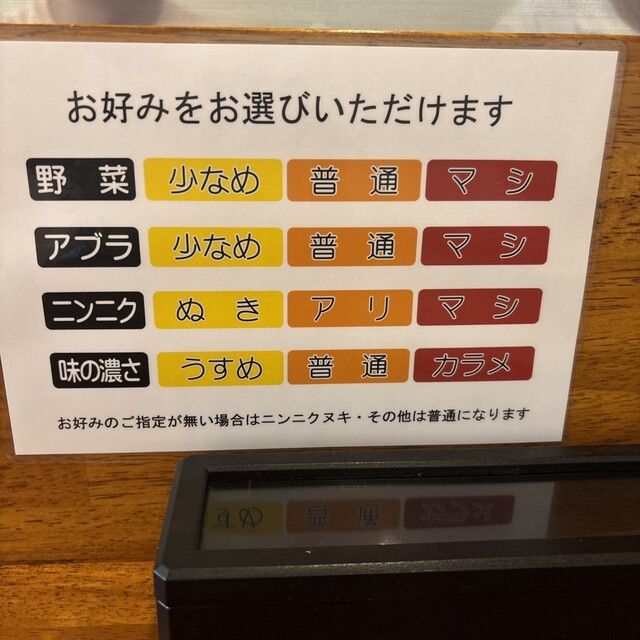 お好みをお選びいただけます
野菜 少なめ 普通 マシ
アブラ 少なめ 普通 マシ
ニンニク ぬき アリ マシ
味の濃さ うすめ 普通 カラメ
お好みのご指定が無い場合はニンニクヌキ・その他は普通になります